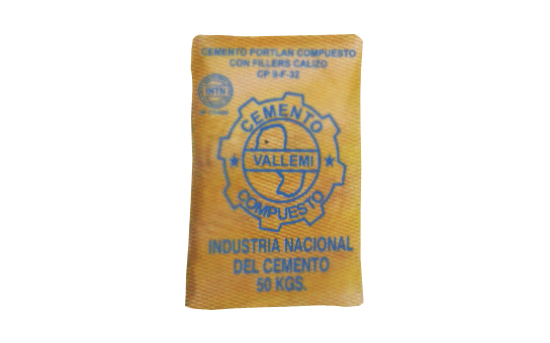 CEMENTO PORTLAN COMPUESTO
CON FILLERS CALIZO
CP II-F-32
INTN
CEMENTO
VALLEMI
COMPUESTO
INDUSTRIA NACIONAL
DEL CEMENTO
50 KGS.